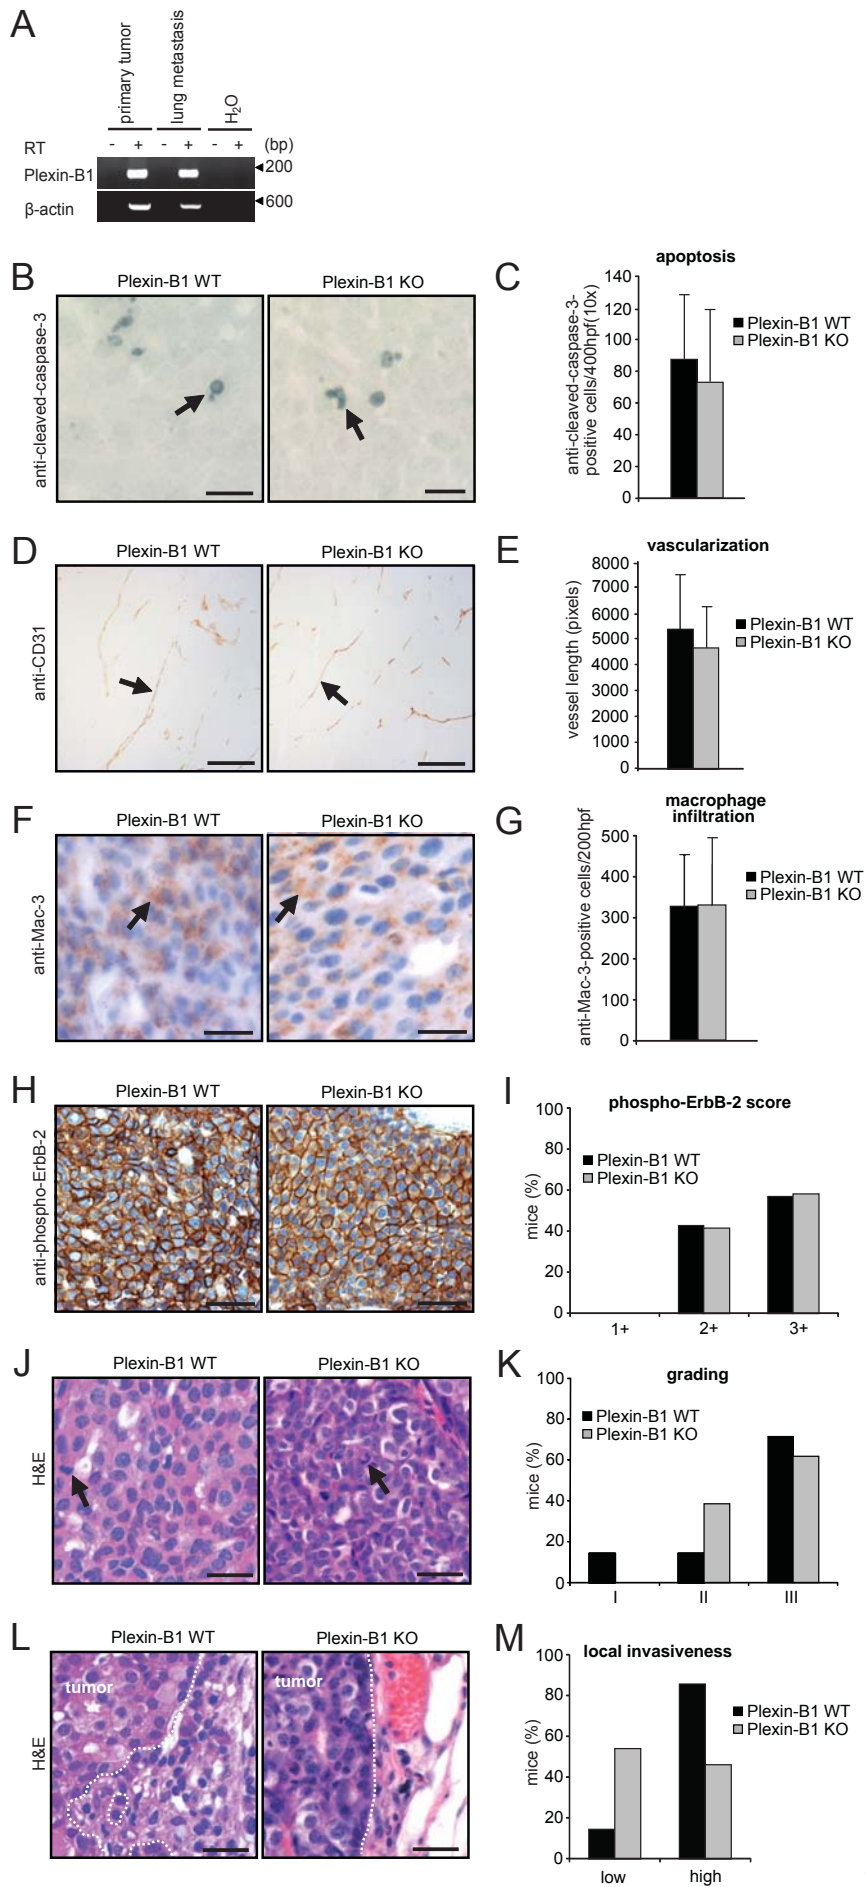 A
primary tumor
lung metastasis
H2O
RT - + - + - + (bp)
Plexin-B1 200
β-actin 600
B Plexin-B1 WT Plexin-B1 KO
anti-cleaved-caspase-3
C apoptosis
anti-cleaved-caspase-3-
positive cells/400hpf(10x)
140
120
100
80
60
40
20
0
Plexin-B1 WT
Plexin-B1 KO
D Plexin-B1 WT Plexin-B1 KO
anti-CD31
E vascularization
vessel length (pixels)
8000
7000
6000
5000
4000
3000
2000
1000
0
Plexin-B1 WT
Plexin-B1 KO
F Plexin-B1 WT Plexin-B1 KO
anti-Mac-3
G macrophage
infiltration
anti-Mac-3-positive cells/200hpf
500
400
300
200
100
0
Plexin-B1 WT
Plexin-B1 KO
H Plexin-B1 WT Plexin-B1 KO
anti-phospho-ErbB-2
I phospho-ErbB-2 score
mice (%)
100
80
60
40
20
0
Plexin-B1 WT
Plexin-B1 KO
1+ 2+ 3+
J Plexin-B1 WT Plexin-B1 KO
H&E
K grading
mice (%)
100
80
60
40
20
0
Plexin-B1 WT
Plexin-B1 KO
I II III
L Plexin-B1 WT Plexin-B1 KO
H&E
tumor tumor
M local invasiveness
mice (%)
100
80
60
40
20
0
Plexin-B1 WT
Plexin-B1 KO
low high